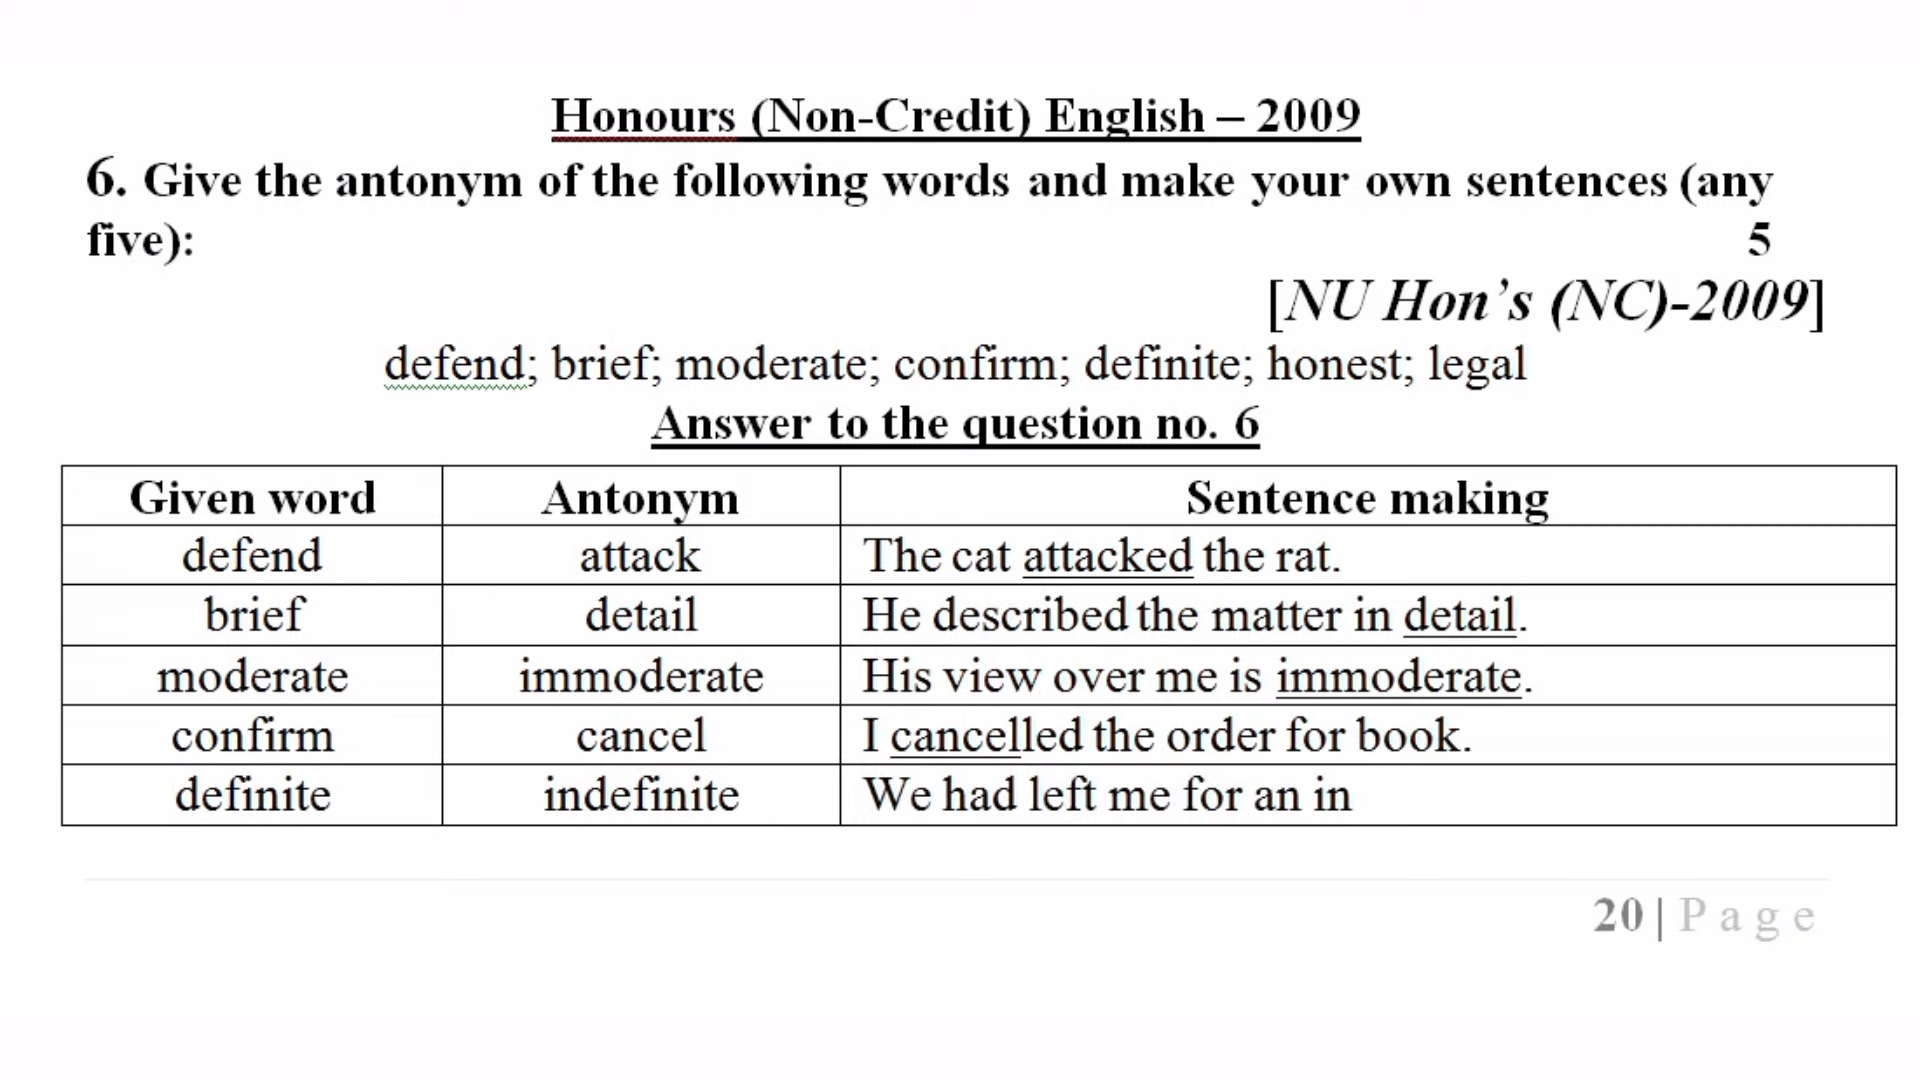 Honours (Non-Credit) English – 2009
6. Give the antonym of the following words and make your own sentences (any
five): 5
[NU Hon’s (NC)-2009]
defend; brief; moderate; confirm; definite; honest; legal
Answer to the question no. 6
Given word Antonym Sentence making
defend attack The cat attacked the rat.
brief detail He described the matter in detail.
moderate immoderate His view over me is immoderate.
confirm cancel I cancelled the order for book.
definite indefinite We had left me for an in
20 | Page